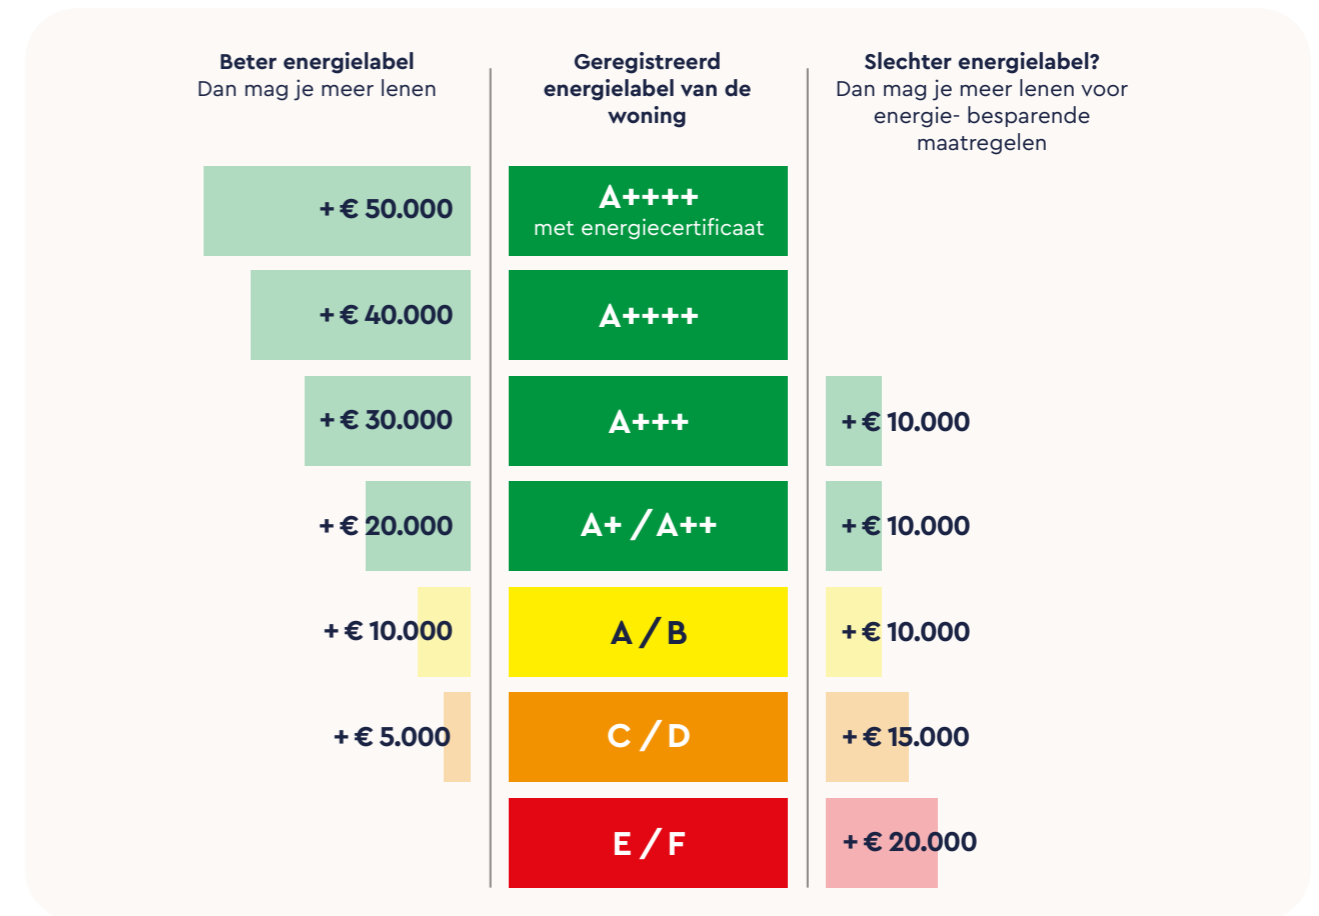 Beter energielabel
Dan mag je meer lenen
Geregistreerd
energielabel van de
woning
Slechter energielabel?
Dan mag je meer lenen voor
energie- besparende
maatregelen
+ € 50.000
A++++
met energiecertificaat
+ € 40.000
A++++
+ € 30.000
A+++
+ € 10.000
+ € 20.000
A+ / A++
+ € 10.000
+ € 10.000
A / B
+ € 10.000
+ € 5.000
C / D
+ € 15.000
E / F
+ € 20.000